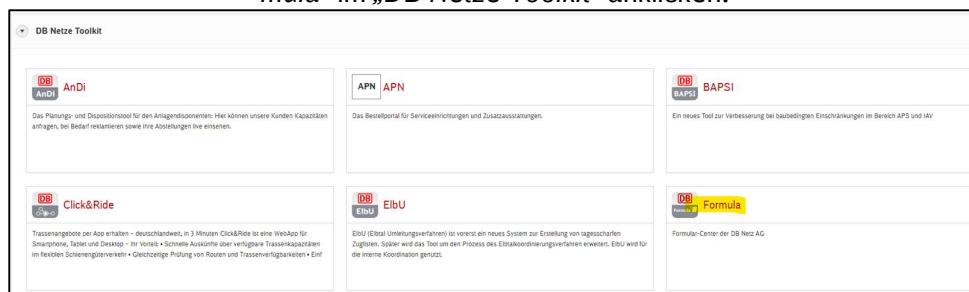 "mula" im „DB Netze Toolkit" anklicken.
DB Netze Toolkit
DB
AnDi
AnDi
Das Planungs- und Dispositionstool für den Anlagendisponenten: Hier können unsere Kunden Kapazitäten
anfragen, bei Bedarf reklamieren sowie ihre Abstellungen live einsehen.
APN
APN
Das Bestellportal für Serviceeinrichtungen und Zusatzausstattungen.
DB
BAPSI
BAPSI
Ein neues Tool zur Verbesserung bei baubedingten Einschränkungen im Bereich APS und IAV
DB
Click&Ride
Trassenangebote per App erhalten - deutschlandweit, in 3 Minuten Click&Ride ist eine WebApp für
Smartphone, Tablet und Desktop - Ihr Vorteil: • Schnelle Auskünfte über verfügbare Trassenkapazitäten
im flexiblen Schienengüterverkehr • Gleichzeitige Prüfung von Routen und Trassenverfügbarkeiten • Einf
DB
ElbU
ElbU
ElbU (Elbtal Umleitungsverfahren) ist vorerst ein neues System zur Erstellung von tagesscharfen
Zuglisten. Später wird das Tool um den Prozess des Elbtalkoordinierungsverfahren erweitert. ElbU wird für
die interne Koordination genutzt.
DB
Formula
Formula
Formular-Center der DB Netz AG